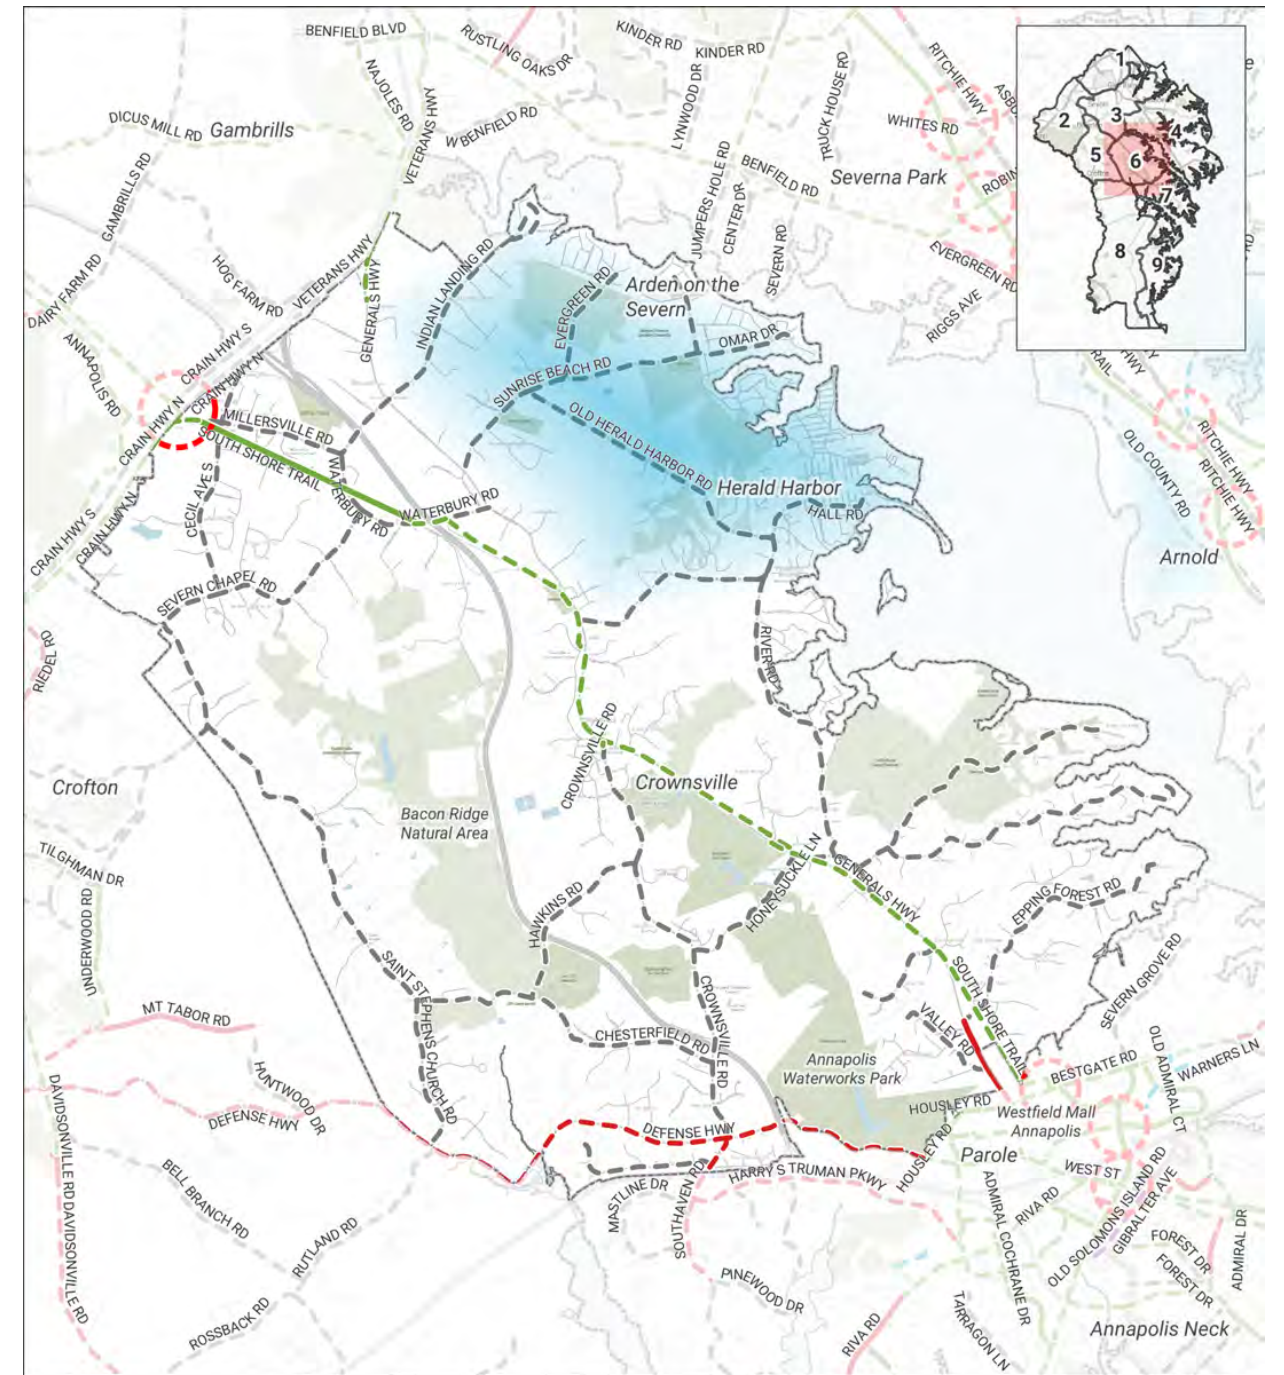 BENFIELD BLVD
RUSTLING OAKS DR
KINDER RD
KINDER RD
RITCHIE HWY
NAJOLES RD
VETERANS HWY
W BENFIELD RD
LYNWOOD DR
TRUCK HOUSE RD
WHITES RD
DICUS MILL RD
Gambrills
BENFIELD RD
Severna Park
GAMBRILLS RD
JUMPERS HOLE RD
CENTER DR
SEVERN RD
EVERGREEN RD
RIGGS AVE
1
2
3
4
5
6
7
8
9
HOG FARM RD
VETERANS HWY
DAIRY FARM RD
GENERALS HWY
INDIAN LANDING RD
EVERGREEN RD
Arden on the
Severn
OMAR DR
SUNRISE BEACH RD
ANNAPOLIS RD
CRAIN HWY S
CRAIN HWY N
CRAIN HWY N
MILLERSVILLE RD
SOUTH SHORE TRAIL
OLD HERALD HARBOR RD
Herald Harbor
HALL RD
WATERBURY RD
WATERBURY RD
CECIL AVE S
CRAIN HWY S
CRAIN HWY N
OLD COUNTY RD
RITCHIE HWY
RITCHIE HWY
Arnold
SEVERN CHAPEL RD
RIEDEL RD
RIVER RD
CROWNSVILLE RD
Crownsville
Crofton
Bacon Ridge
Natural Area
TILGHMAN DR
UNDERWOOD RD
HAWKINS RD
HONEYSUCKLE LN
GENERALS HWY
EPPING FOREST RD
SEVERN GROVE RD
SOUTH SHORE TRAIL
VALLEY RD
SAINT STEPHENS CHURCH RD
CROWNSVILLE RD
CHESTERFIELD RD
MT TABOR RD
HUNTWOOD DR
DEFENSE HWY
DEFENSE HWY
Annapolis
Waterworks Park
HOUSLEY RD
HOUSLEY RD
BESTGATE RD
OLD ADMIRAL CT
WARNERS LN
Westfield Mall
Annapolis
Parole
WEST ST
HARRY S TRUMAN PKWY
MASTLINE DR
SOUTHAVEN RD
PINEWOOD DR
DAVIDSONVILLE RD
DAVIDSONVILLE RD
BELL BRANCH RD
RUTLAND RD
ROSSBACK RD
RIVA RD
RIVA RD
ADMIRAL COCHRANE DR
OLD SOLOMONS ISLAND RD
GIBRALTER AVE
FOREST DR
FOREST DR
ADMIRAL DR
TARRAGON LN
Annapolis Neck